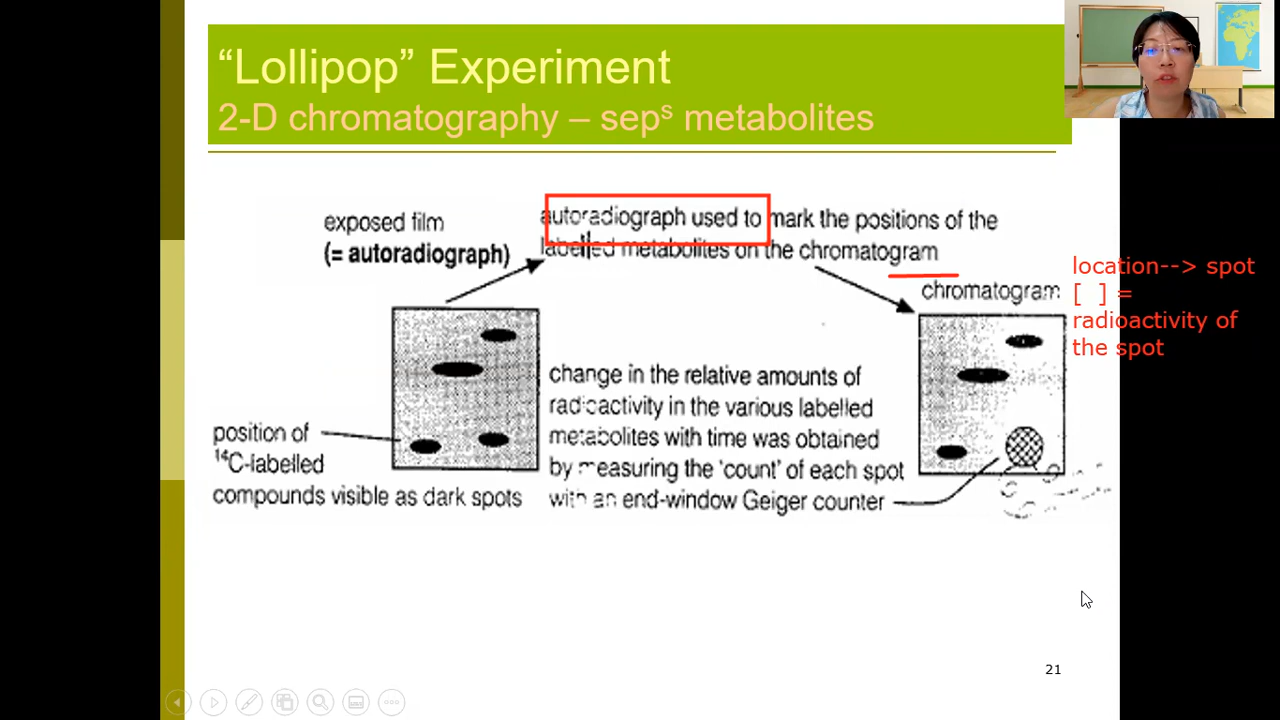 “Lollipop” Experiment
2-D chromatography – sepˢ metabolites
exposed film
(= autoradiograph)
autoradiograph used to mark the positions of the
labelled metabolites on the chromatogram
chromatogram
location--> spot
[ ] =
radioactivity of
the spot
change in the relative amounts of
radioactivity in the various labelled
metabolites with time was obtained
by measuring the ‘count’ of each spot
with an end-window Geiger counter
position of
¹⁴C-labelled
compounds visible as dark spots
21